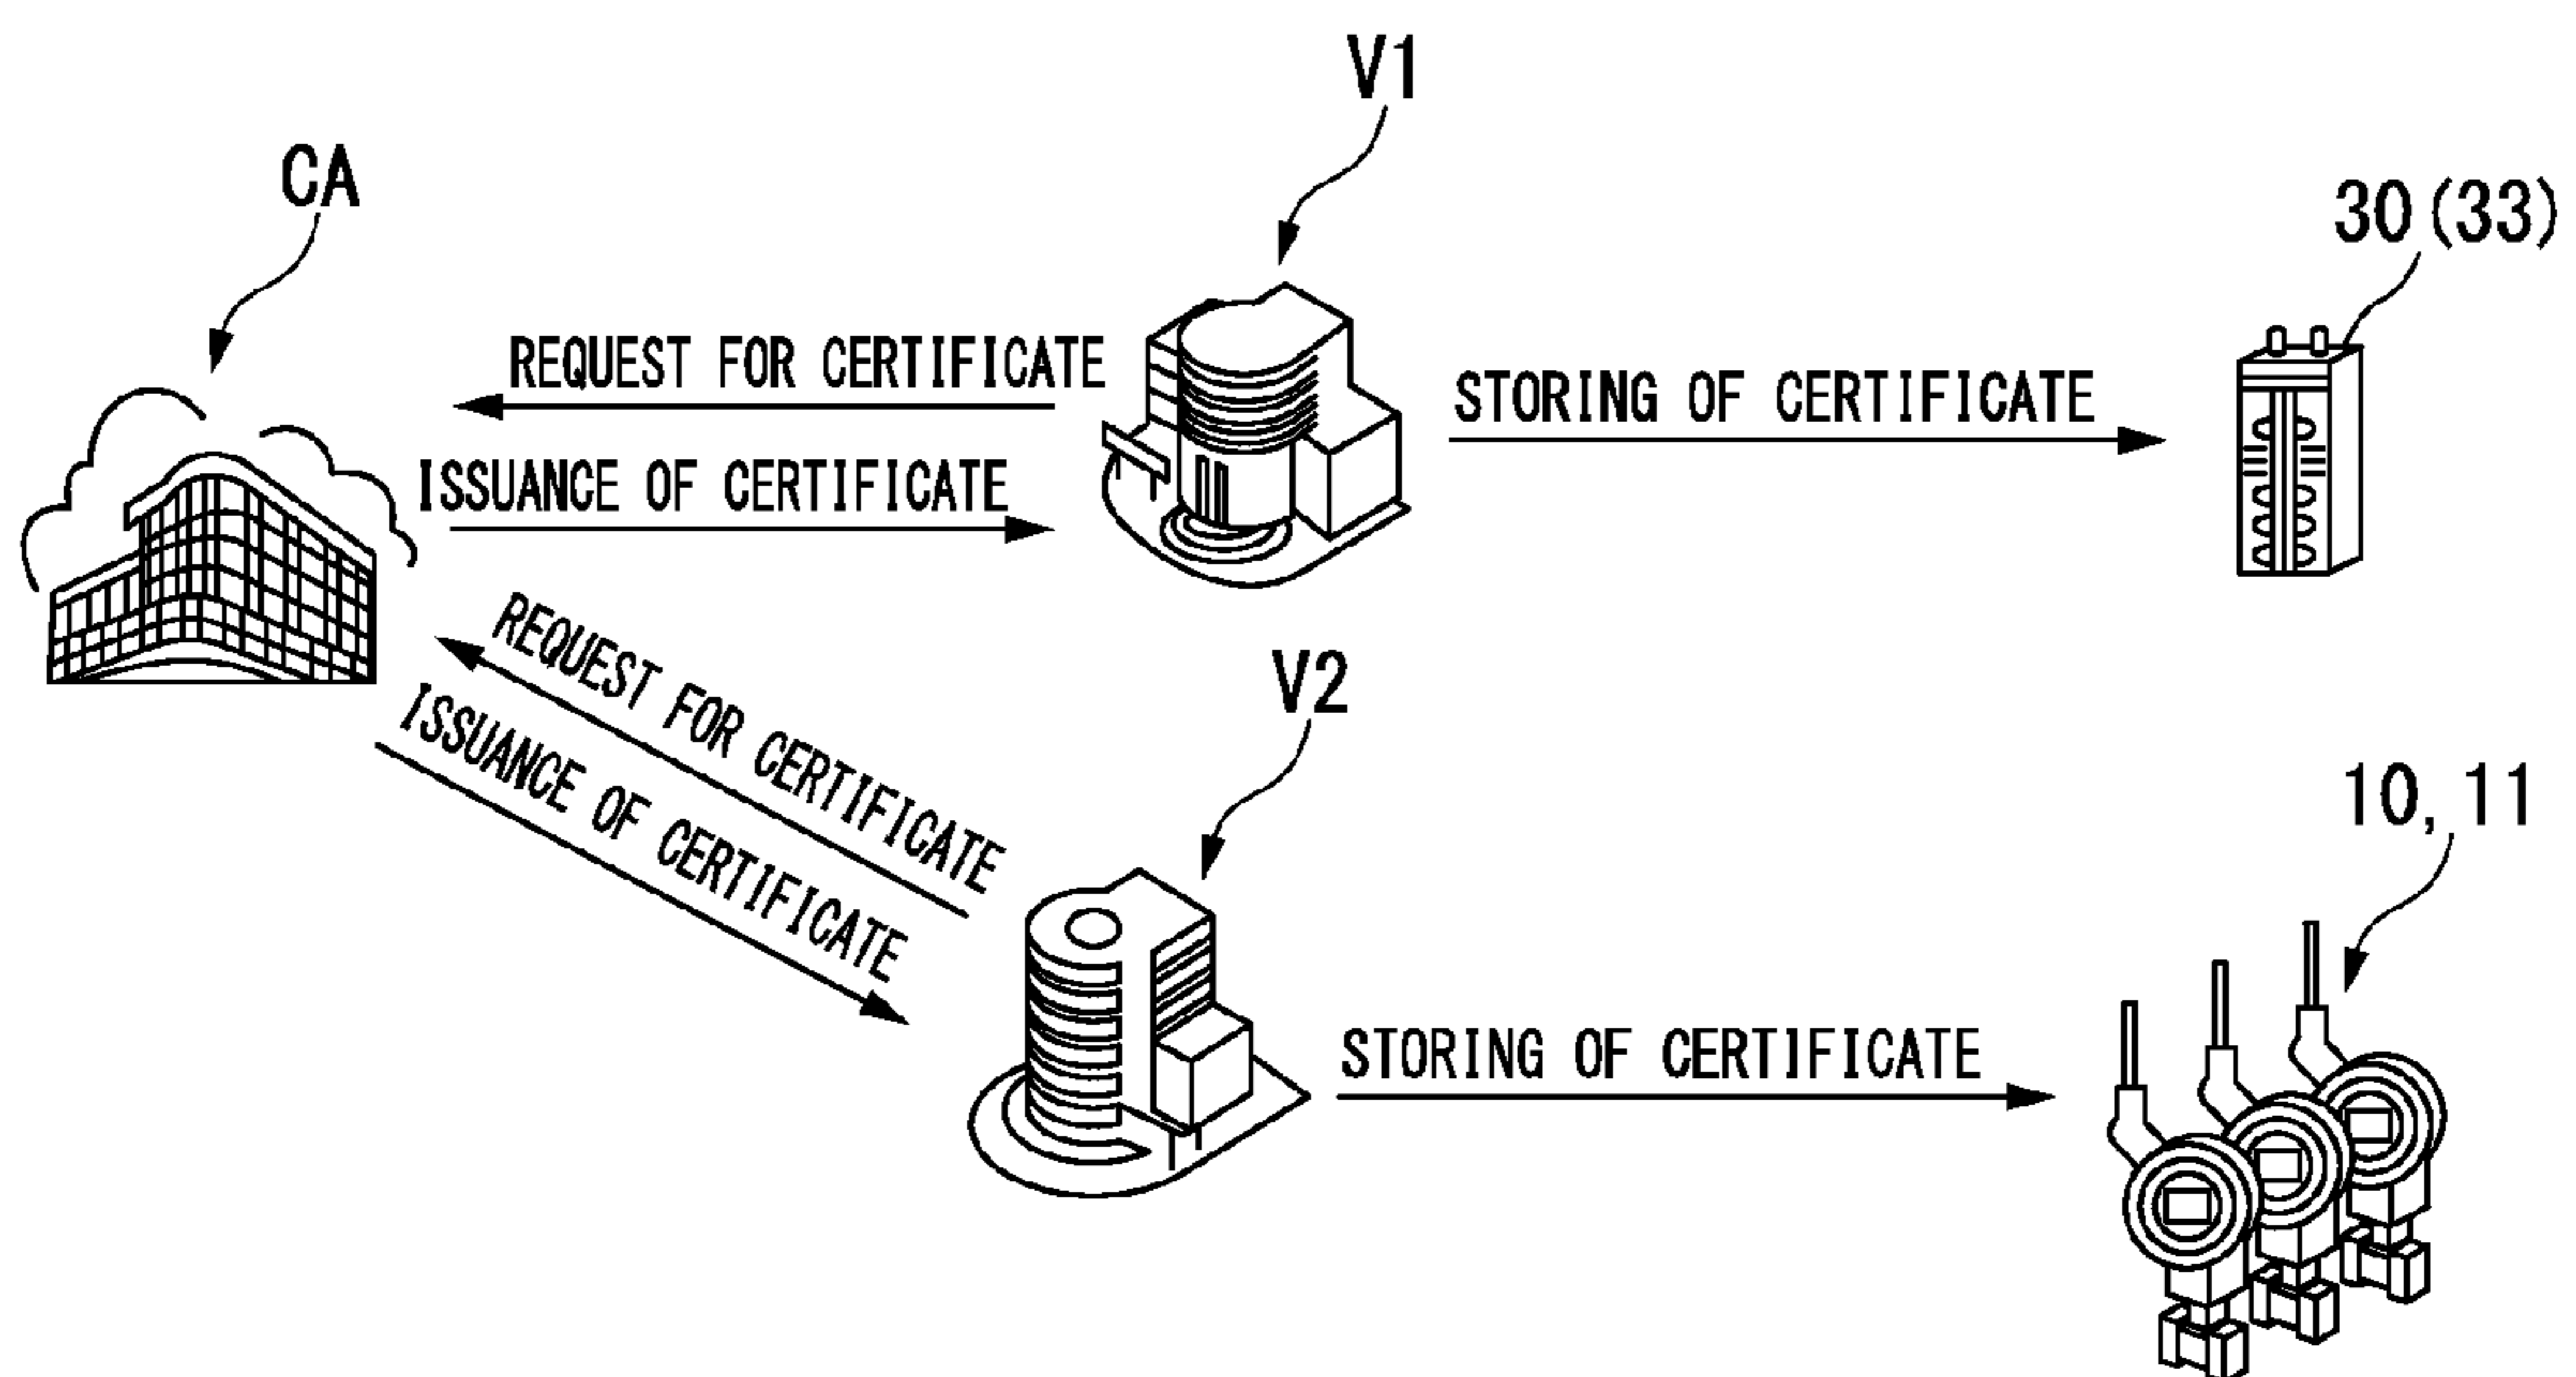 V1
CA
30(33)
REQUEST FOR CERTIFICATE
STORING OF CERTIFICATE
ISSUANCE OF CERTIFICATE
REQUEST FOR CERTIFICATE
ISSUANCE OF CERTIFICATE
V2
10, 11
STORING OF CERTIFICATE